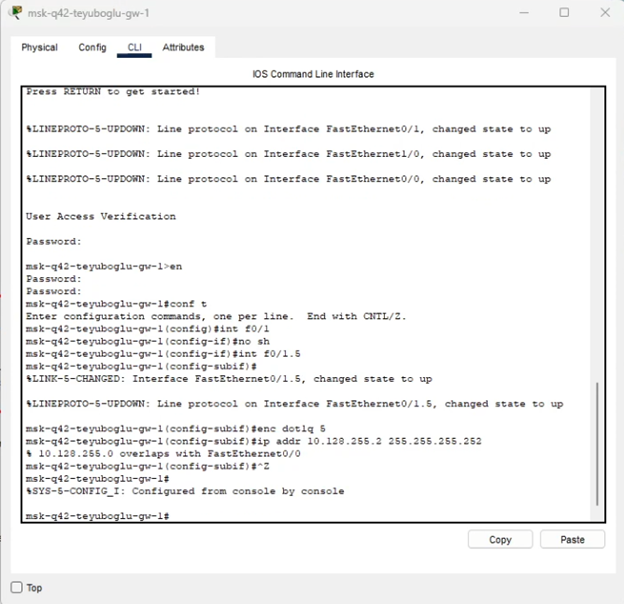 msk-q42-teyuboglu-gw-1
Physical Config CLI Attributes
IOS Command Line Interface
Press RETURN to get started!
%LINEPROTO-5-UPDOWN: Line protocol on Interface FastEthernet0/1, changed state to up
%LINEPROTO-5-UPDOWN: Line protocol on Interface FastEthernet1/0, changed state to up
%LINEPROTO-5-UPDOWN: Line protocol on Interface FastEthernet0/0, changed state to up
User Access Verification
Password:
msk-q42-teyuboglu-gw-1>en
Password:
Password:
msk-q42-teyuboglu-gw-1#conf t
Enter configuration commands, one per line.  End with CNTL/Z.
msk-q42-teyuboglu-gw-1(config)#int f0/1
msk-q42-teyuboglu-gw-1(config-if)#no sh
msk-q42-teyuboglu-gw-1(config-if)#int f0/1.5
msk-q42-teyuboglu-gw-1(config-subif)#
%LINK-5-CHANGED: Interface FastEthernet0/1.5, changed state to up
%LINEPROTO-5-UPDOWN: Line protocol on Interface FastEthernet0/1.5, changed state to up
msk-q42-teyuboglu-gw-1(config-subif)#enc dot1q 5
msk-q42-teyuboglu-gw-1(config-subif)#ip addr 10.128.255.2 255.255.255.252
% 10.128.255.0 overlaps with FastEthernet0/0
msk-q42-teyuboglu-gw-1(config-subif)#^Z
msk-q42-teyuboglu-gw-1#
%SYS-5-CONFIG_I: Configured from console by console
msk-q42-teyuboglu-gw-1#
Copy Paste
Top